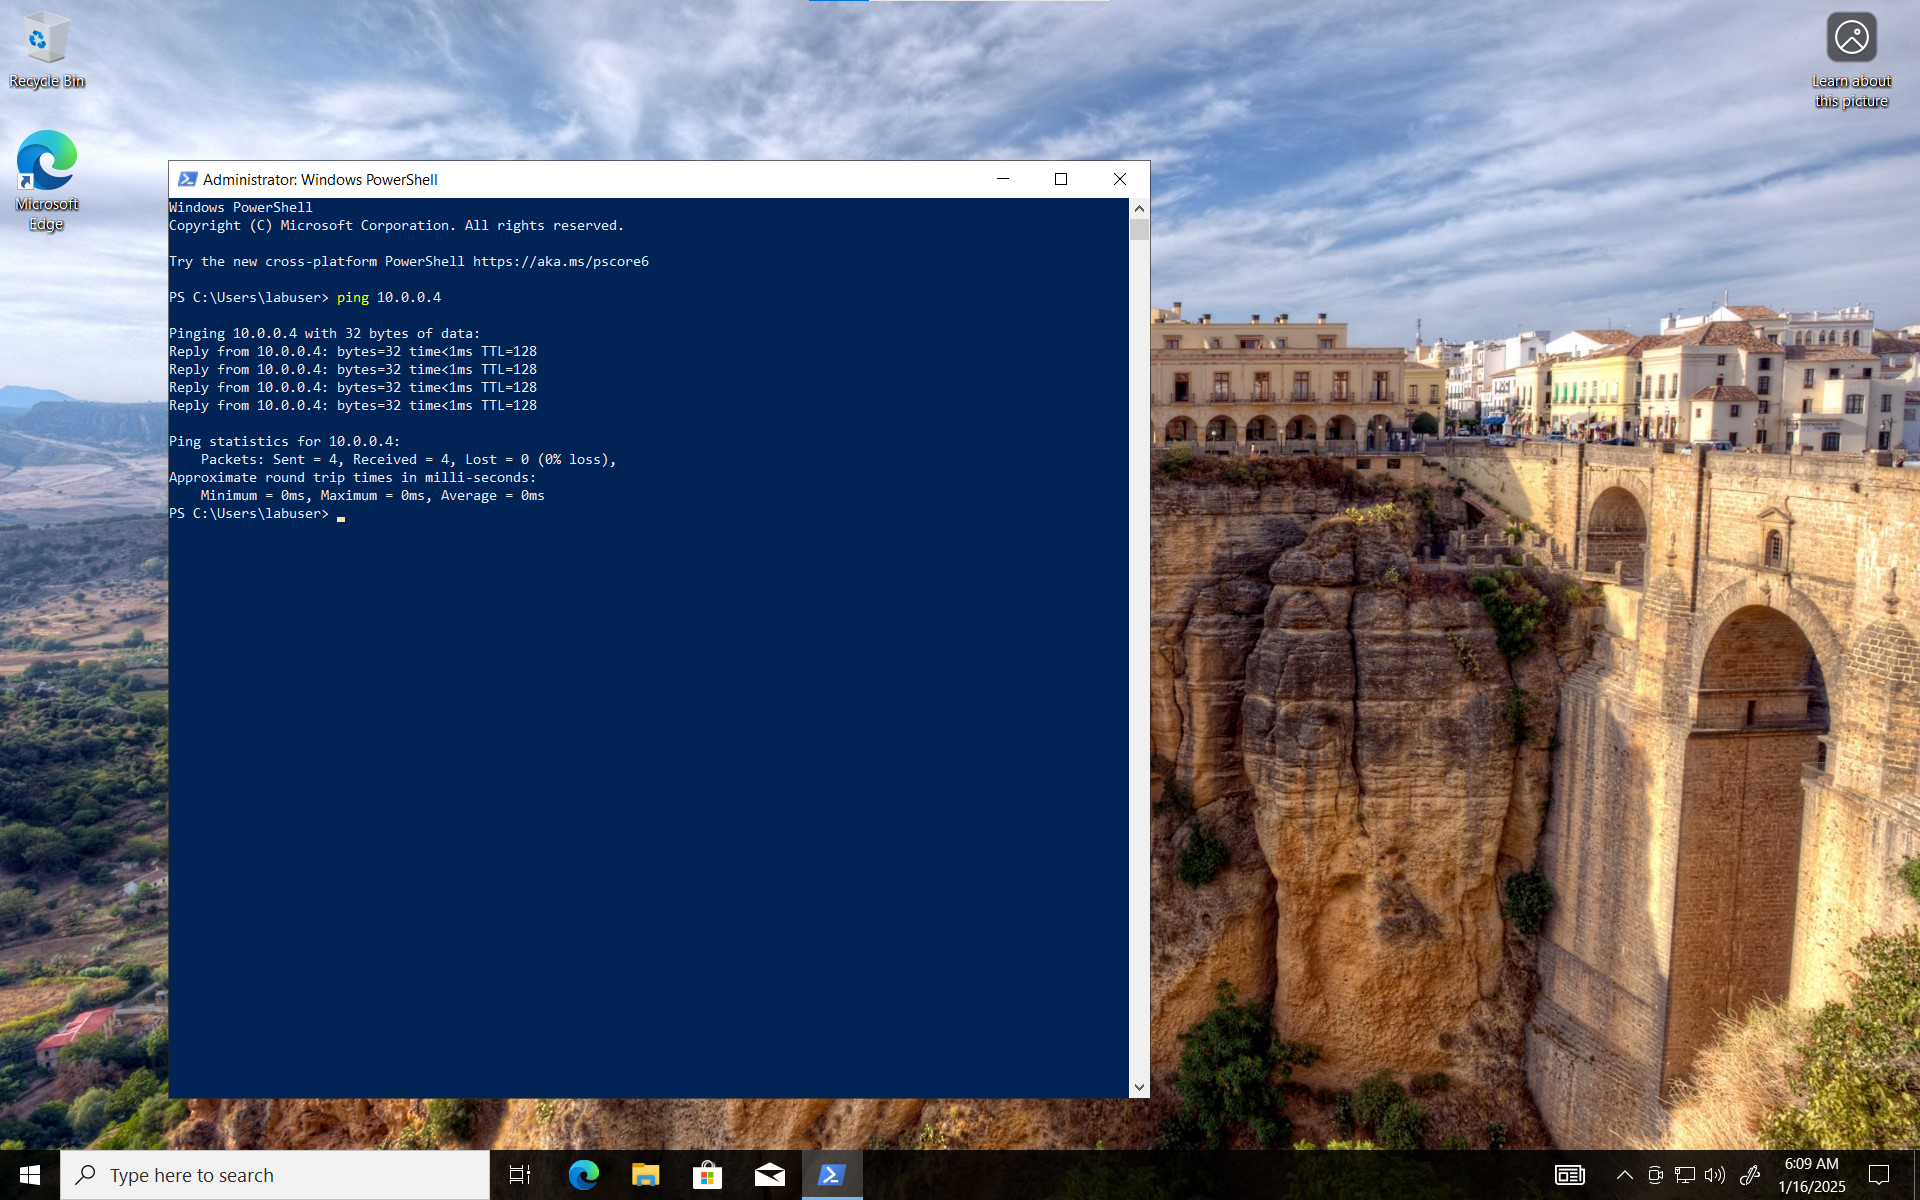 Recycle Bin
Microsoft
Edge
Learn about
this picture
Administrator: Windows PowerShell
Windows PowerShell
Copyright (C) Microsoft Corporation. All rights reserved.
Try the new cross-platform PowerShell https://aka.ms/pscore6
PS C:\Users\labuser> ping 10.0.0.4
Pinging 10.0.0.4 with 32 bytes of data:
Reply from 10.0.0.4: bytes=32 time<1ms TTL=128
Reply from 10.0.0.4: bytes=32 time<1ms TTL=128
Reply from 10.0.0.4: bytes=32 time<1ms TTL=128
Reply from 10.0.0.4: bytes=32 time<1ms TTL=128
Ping statistics for 10.0.0.4:
    Packets: Sent = 4, Received = 4, Lost = 0 (0% loss),
Approximate round trip times in milli-seconds:
    Minimum = 0ms, Maximum = 0ms, Average = 0ms
PS C:\Users\labuser>
Type here to search
6:09 AM
1/16/2025